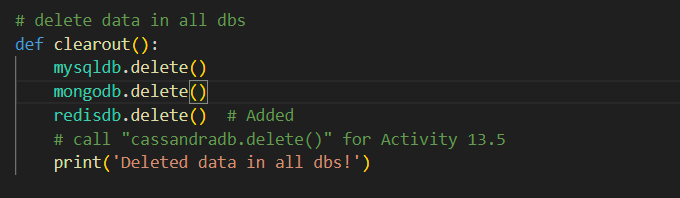 # delete data in all dbs
def clearout():
    mysqldb.delete()
    mongodb.delete()
    redisdb.delete()  # Added
    # call "cassandradb.delete()" for Activity 13.5
    print('Deleted data in all dbs!')